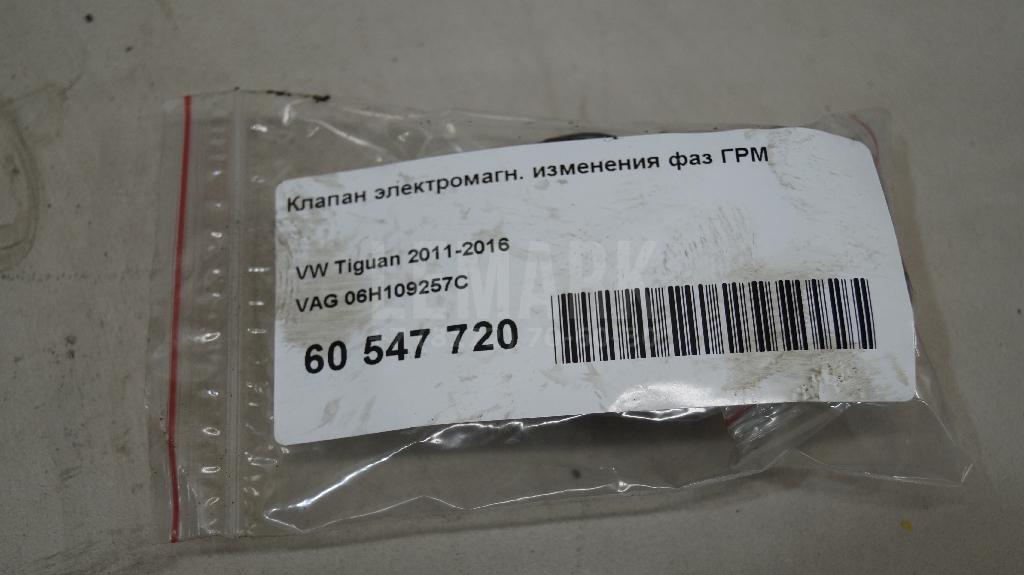 Клапан электромагн. изменения фаз ГРМ
VW Tiguan 2011-2016
VAG 06H109257C
60 547 720